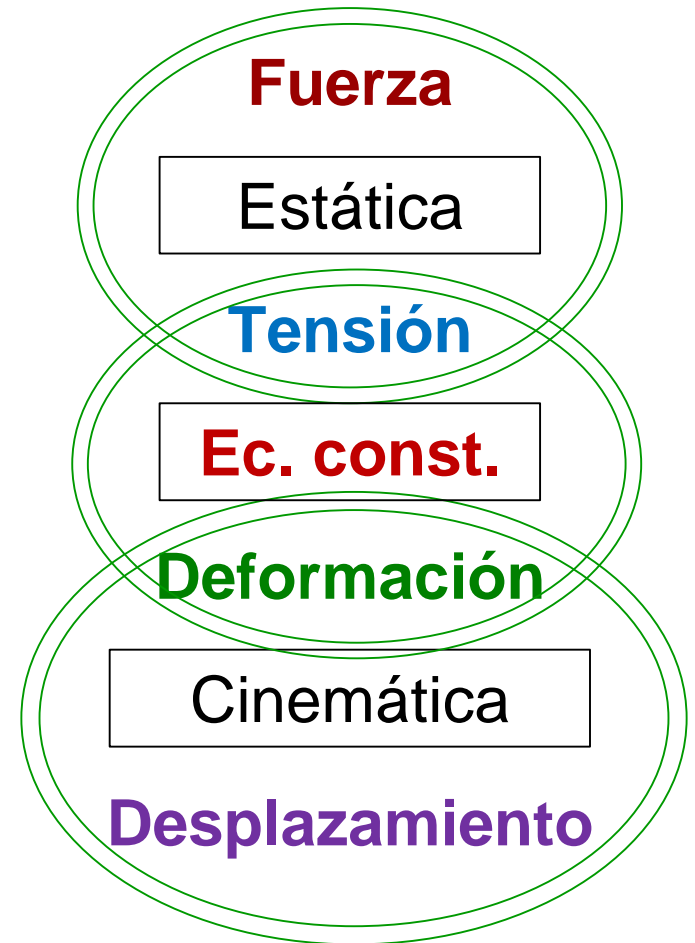 Fuerza
Estática
Tensión
Ec. const.
Deformación
Cinemática
Desplazamiento